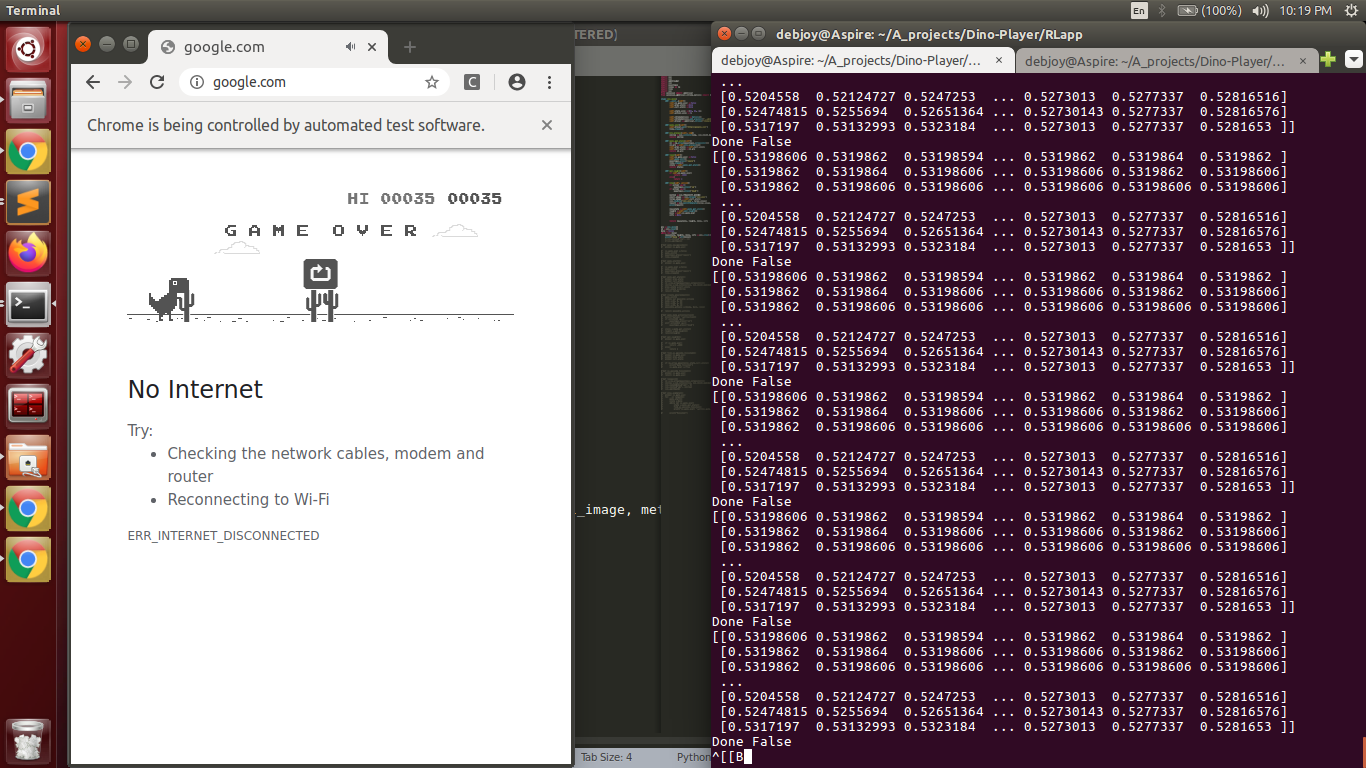 Terminal
En
(100%)
10:19 PM
google.com
google.com
C
Chrome is being controlled by automated test software.
HI 00035 00035
GAME OVER
No Internet
Try:
Checking the network cables, modem and
router
Reconnecting to Wi-Fi
ERR_INTERNET_DISCONNECTED
TERED)
_image, met
Tab Size: 4
Python
debjoy@Aspire: ~/A_projects/Dino-Player/RLapp
debjoy@Aspire: ~/A_projects/Dino-Player/...
debjoy@Aspire: ~/A_projects/Dino-Player/...
...
[0.5204558 0.52124727 0.5247253 ... 0.5273013 0.5277337 0.52816516]
[0.52474815 0.5255694 0.52651364 ... 0.52730143 0.5277337 0.52816576]
[0.5317197 0.53132993 0.5323184 ... 0.5273013 0.5277337 0.5281653 ]]
Done False
[[0.53198606 0.5319862 0.53198594 ... 0.5319862 0.5319864 0.5319862 ]
[0.5319862 0.5319864 0.53198606 ... 0.53198606 0.5319862 0.53198606]
[0.5319862 0.53198606 0.53198606 ... 0.53198606 0.53198606 0.53198606]
...
[0.5204558 0.52124727 0.5247253 ... 0.5273013 0.5277337 0.52816516]
[0.52474815 0.5255694 0.52651364 ... 0.52730143 0.5277337 0.52816576]
[0.5317197 0.53132993 0.5323184 ... 0.5273013 0.5277337 0.5281653 ]]
Done False
[[0.53198606 0.5319862 0.53198594 ... 0.5319862 0.5319864 0.5319862 ]
[0.5319862 0.5319864 0.53198606 ... 0.53198606 0.5319862 0.53198606]
[0.5319862 0.53198606 0.53198606 ... 0.53198606 0.53198606 0.53198606]
...
[0.5204558 0.52124727 0.5247253 ... 0.5273013 0.5277337 0.52816516]
[0.52474815 0.5255694 0.52651364 ... 0.52730143 0.5277337 0.52816576]
[0.5317197 0.53132993 0.5323184 ... 0.5273013 0.5277337 0.5281653 ]]
Done False
[[0.53198606 0.5319862 0.53198594 ... 0.5319862 0.5319864 0.5319862 ]
[0.5319862 0.5319864 0.53198606 ... 0.53198606 0.5319862 0.53198606]
[0.5319862 0.53198606 0.53198606 ... 0.53198606 0.53198606 0.53198606]
...
[0.5204558 0.52124727 0.5247253 ... 0.5273013 0.5277337 0.52816516]
[0.52474815 0.5255694 0.52651364 ... 0.52730143 0.5277337 0.52816576]
[0.5317197 0.53132993 0.5323184 ... 0.5273013 0.5277337 0.5281653 ]]
Done False
[[0.53198606 0.5319862 0.53198594 ... 0.5319862 0.5319864 0.5319862 ]
[0.5319862 0.5319864 0.53198606 ... 0.53198606 0.5319862 0.53198606]
[0.5319862 0.53198606 0.53198606 ... 0.53198606 0.53198606 0.53198606]
...
[0.5204558 0.52124727 0.5247253 ... 0.5273013 0.5277337 0.52816516]
[0.52474815 0.5255694 0.52651364 ... 0.52730143 0.5277337 0.52816576]
[0.5317197 0.53132993 0.5323184 ... 0.5273013 0.5277337 0.5281653 ]]
Done False
[[0.53198606 0.5319862 0.53198594 ... 0.5319862 0.5319864 0.5319862 ]
[0.5319862 0.5319864 0.53198606 ... 0.53198606 0.5319862 0.53198606]
[0.5319862 0.53198606 0.53198606 ... 0.53198606 0.53198606 0.53198606]
...
[0.5204558 0.52124727 0.5247253 ... 0.5273013 0.5277337 0.52816516]
[0.52474815 0.5255694 0.52651364 ... 0.52730143 0.5277337 0.52816576]
[0.5317197 0.53132993 0.5323184 ... 0.5273013 0.5277337 0.5281653 ]]
Done False
^[[B